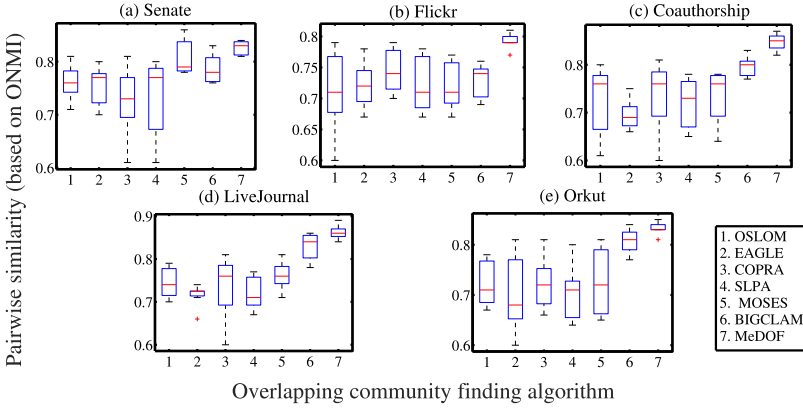 (a) Senate
(b) Flickr
(c) Coauthorship
0.8
0.7
0.6
1 2 3 4 5 6 7
0.8
0.75
0.7
0.65
0.6
1 2 3 4 5 6 7
0.8
0.7
0.6
1 2 3 4 5 6 7
(d) LiveJournal
(e) Orkut
0.9
0.8
0.7
0.6
1 2 3 4 5 6 7
0.8
0.7
0.6
1 2 3 4 5 6 7
1. OSLOM
2. EAGLE
3. COPRA
4. SLPA
5. MOSES
6. BIGCLAM
7. MeDOF
Pairwise similarity (based on ONMI)
Overlapping community finding algorithm